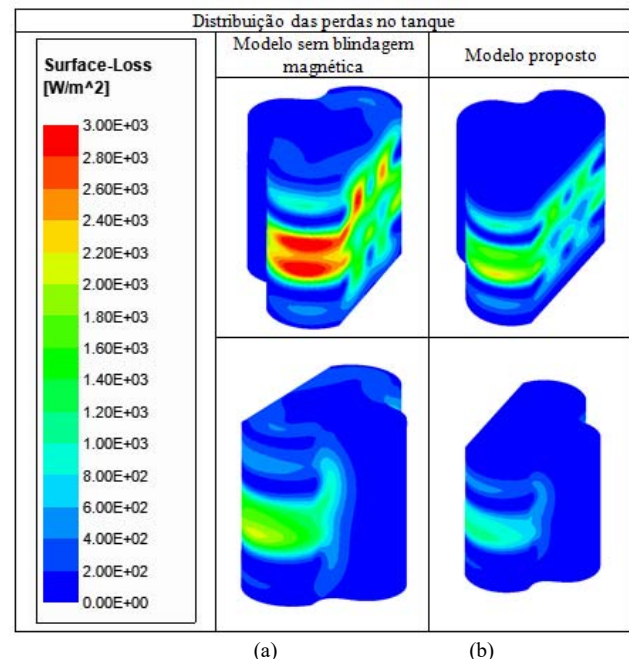 Distribuição das perdas no tanque
Modelo sem blindagem
magnética
Modelo proposto
Surface-Loss
[W/m^2]
3.00E+03
2.80E+03
2.60E+03
2.40E+03
2.20E+03
2.00E+03
1.80E+03
1.60E+03
1.40E+03
1.20E+03
1.00E+03
8.00E+02
6.00E+02
4.00E+02
2.00E+02
0.00E+00
(a)
(b)